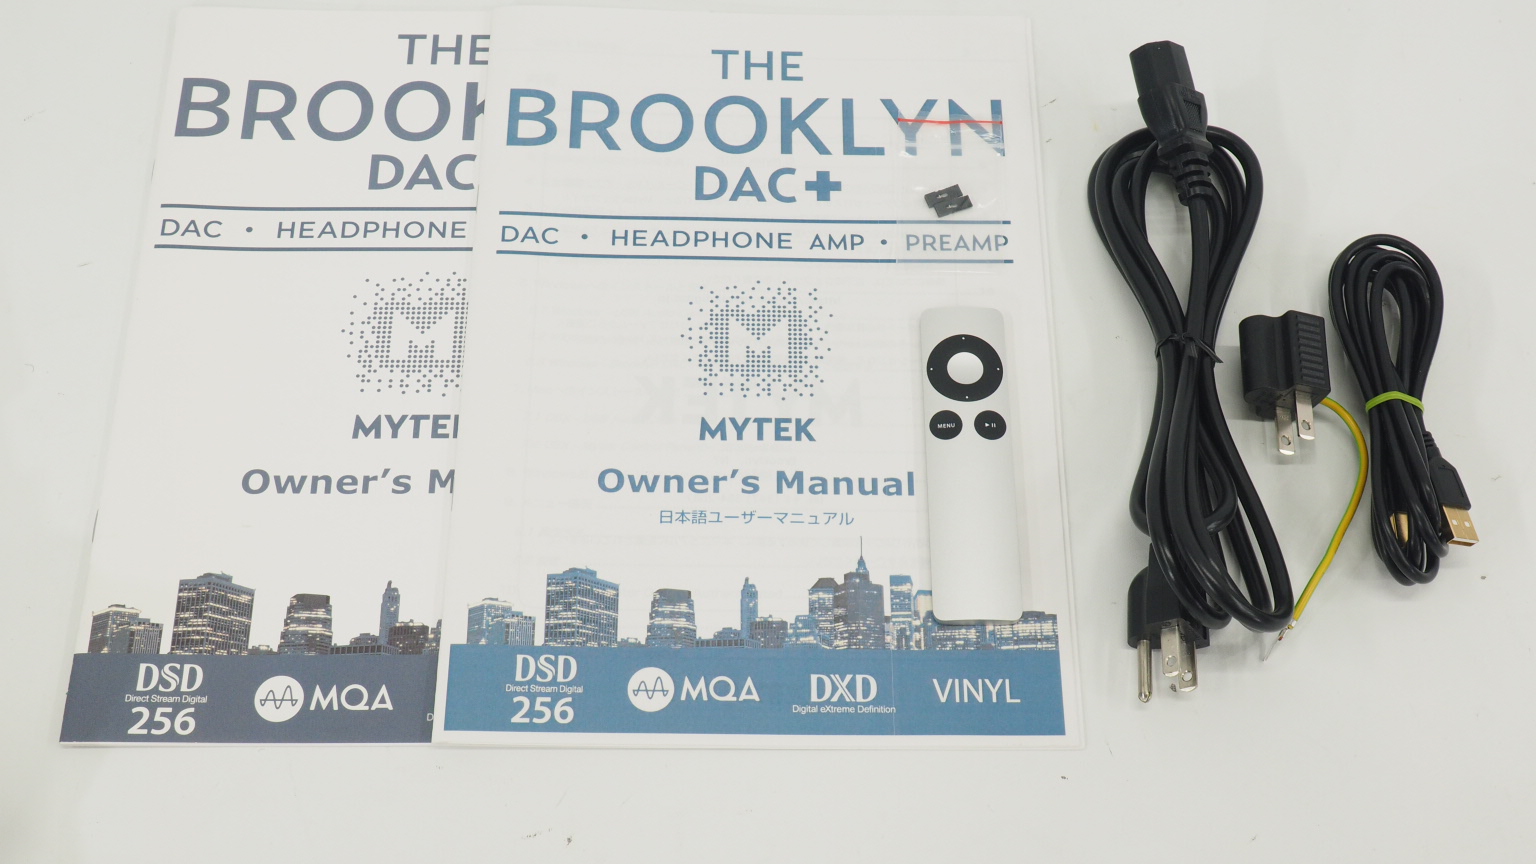 THE
BROOK
DAC
DAC • HEADPHONE
MYTEK
Owner's M
DSD
Direct Stream Digital
256
MQA
D
THE
BROOKLYN
DAC+
DAC • HEADPHONE AMP • PREAMP
MYTEK
Owner's Manual
日本語ユーザーマニュアル
DSD
Direct Stream Digital
256
MQA
DXD
Digital eXtreme Definition
VINYL
MENU